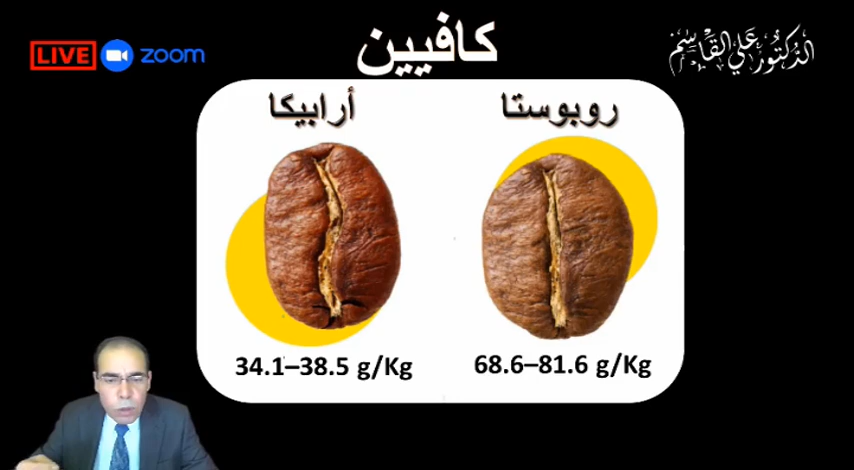 كافيين
LIVE zoom
الدكتور علي القاسم
روبوستا
أرابيكا
68.6–81.6 g/Kg
34.1–38.5 g/Kg